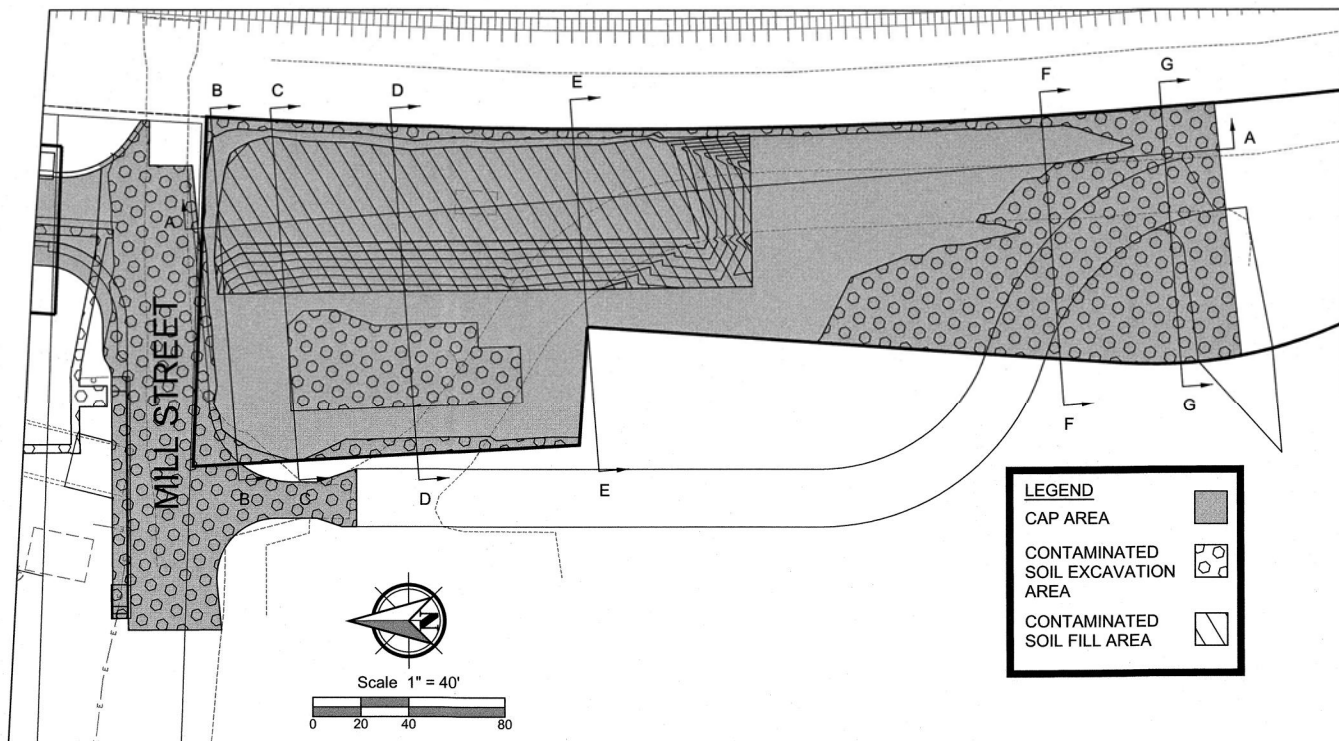 B
C
D
E
F
G
A
A
MILL STREET
B
C
D
E
F
G
LEGEND
CAP AREA
CONTAMINATED
SOIL EXCAVATION
AREA
CONTAMINATED
SOIL FILL AREA
N
Scale 1" = 40'
0 20 40 80
E
E